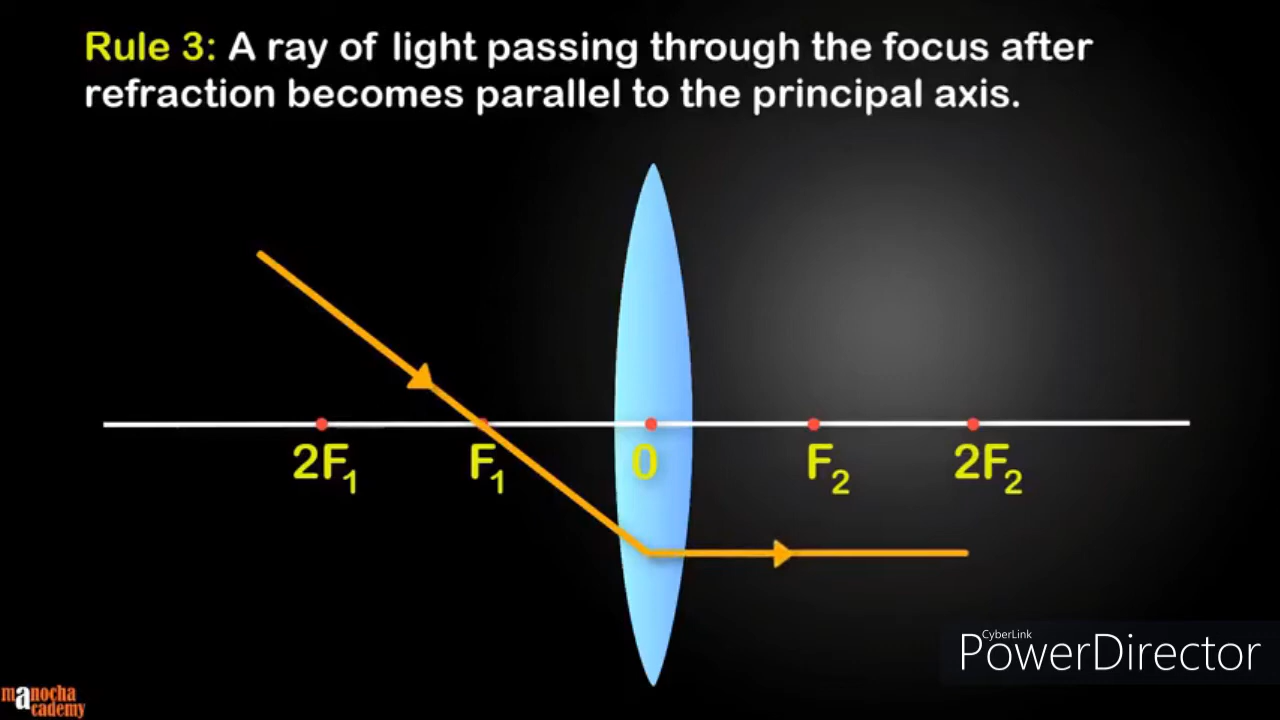 Rule 3: A ray of light passing through the focus after
refraction becomes parallel to the principal axis.
2F1 F1 0 F2 2F2
CyberLink
PowerDirector
manocha
academy